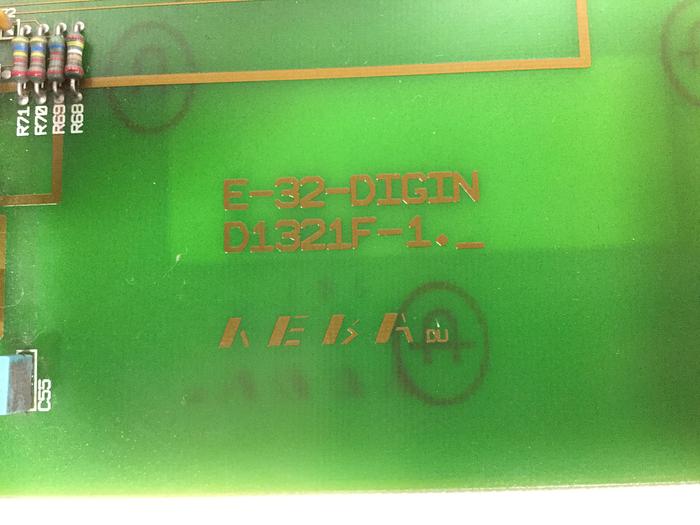 R71
R70
R69
R68
E-32-DIGIN
D1321F-1._
KEBA DU
C55